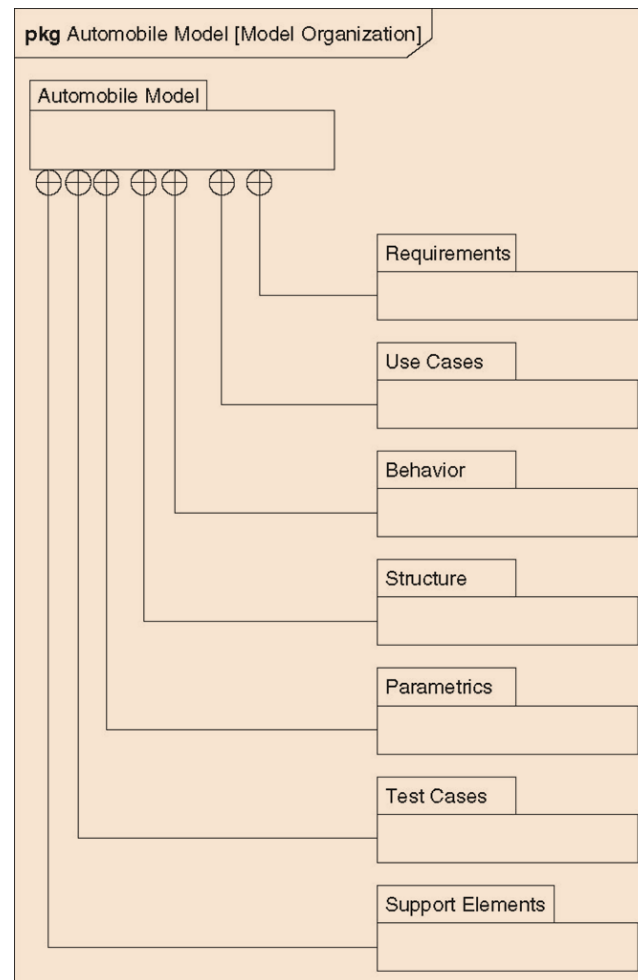 pkg Automobile Model [Model Organization]
Automobile Model
Requirements
Use Cases
Behavior
Structure
Parametrics
Test Cases
Support Elements